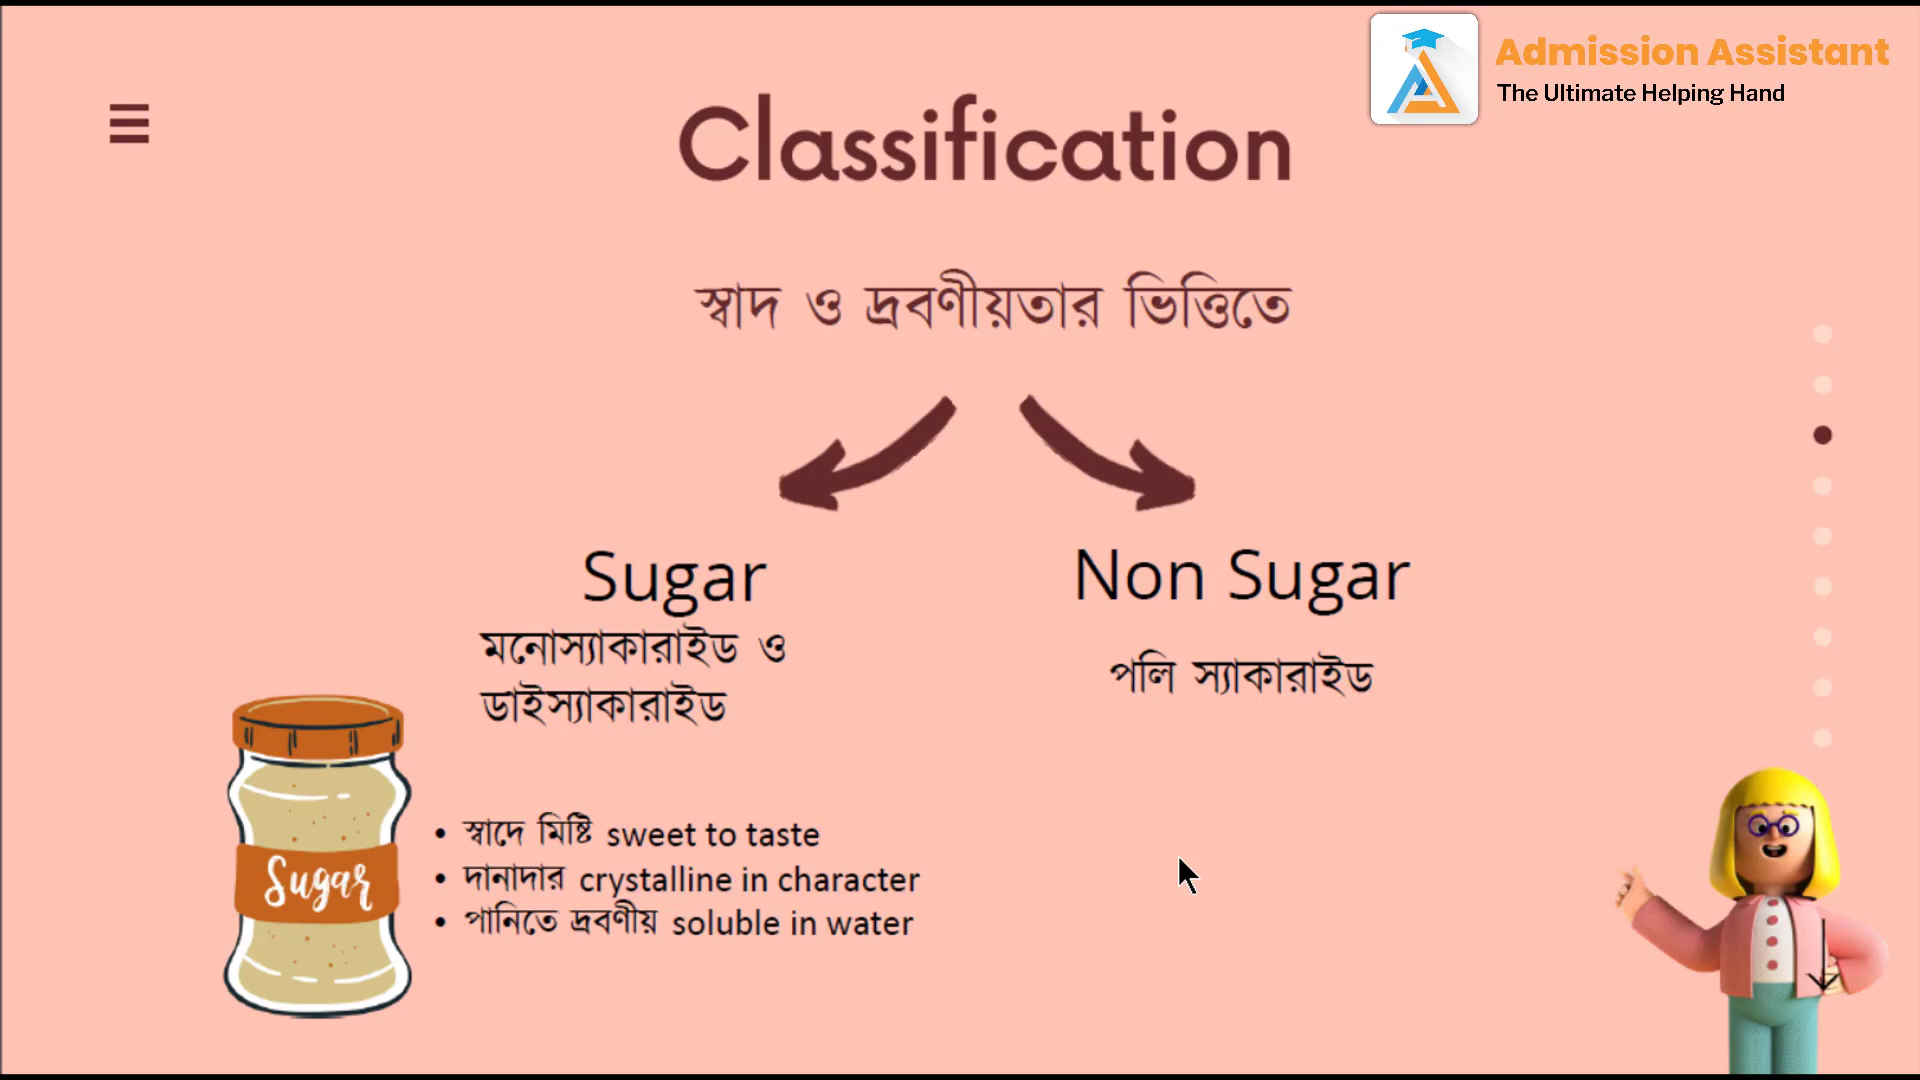 Admission Assistant
The Ultimate Helping Hand
Classification
স্বাদ ও দ্রবণীয়তার ভিত্তিতে
Sugar
মনোস্যাকারাইড ও
ডাইস্যাকারাইড
Non Sugar
পলি স্যাকারাইড
Sugar
• স্বাদে মিষ্টি sweet to taste
• দানাদার crystalline in character
• পানিতে দ্রবণীয় soluble in water